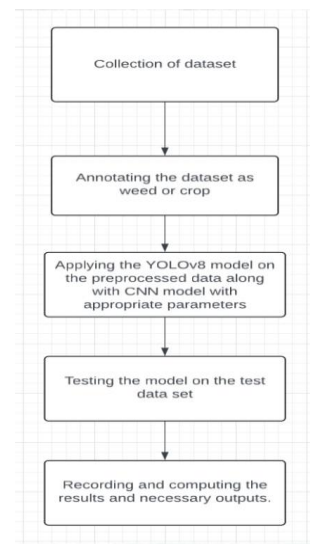 Collection of dataset
Annotating the dataset as
weed or crop
Applying the YOLOv8 model on
the preprocessed data along
with CNN model with
appropriate parameters
Testing the model on the test
data set
Recording and computing the
results and necessary outputs.